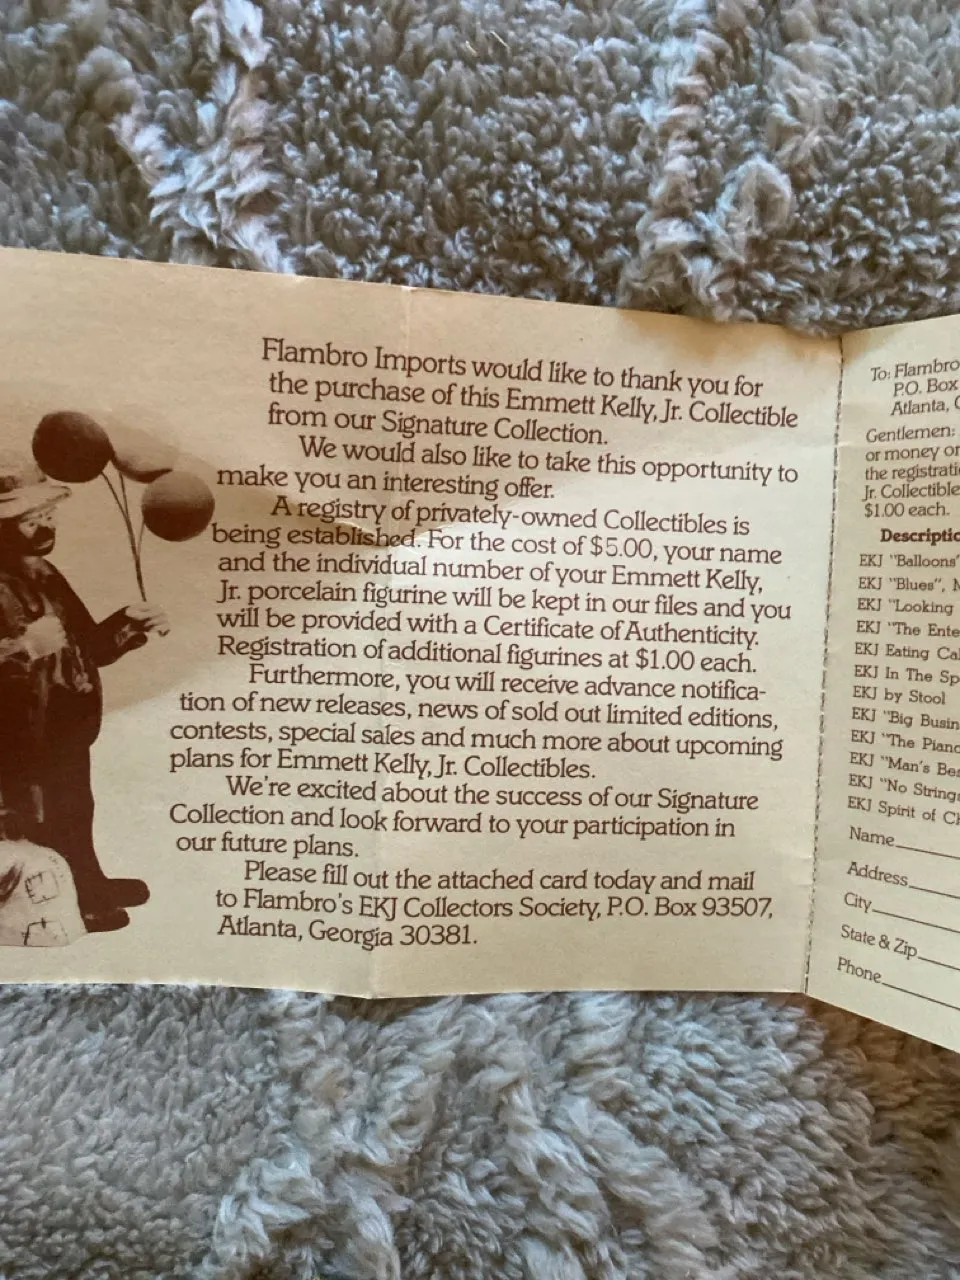 Flambro Imports would like to thank you for
the purchase of this Emmett Kelly, Jr. Collectible
from our Signature Collection.
We would also like to take this opportunity to
make you an interesting offer.
A registry of privately-owned Collectibles is
being established. For the cost of $5.00, your name
and the individual number of your Emmett Kelly,
Jr. porcelain figurine will be kept in our files and you
will be provided with a Certificate of Authenticity.
Registration of additional figurines at $1.00 each.
Furthermore, you will receive advance notifica-
tion of new releases, news of sold out limited editions,
contests, special sales and much more about upcoming
plans for Emmett Kelly, Jr. Collectibles.
We're excited about the success of our Signature
Collection and look forward to your participation in
our future plans.
Please fill out the attached card today and mail
to Flambro's EKJ Collectors Society, P.O. Box 93507,
Atlanta, Georgia 30381.
To: Flambro
P.O. Box
Atlanta,
Gentlemen:
or money
the
Jr. Collectible
$1.00 each.
EKJ "Balloons"
EKJ "Blues",
EKJ "Looking
EKJ "The
EKJ Eating
EKJ In The
EKJ by Stool
EKJ "Big
EKJ "The
EKJ "Man's
EKJ "No
EKJ Spirit of
Name
Address
City
State & Zip
Phone